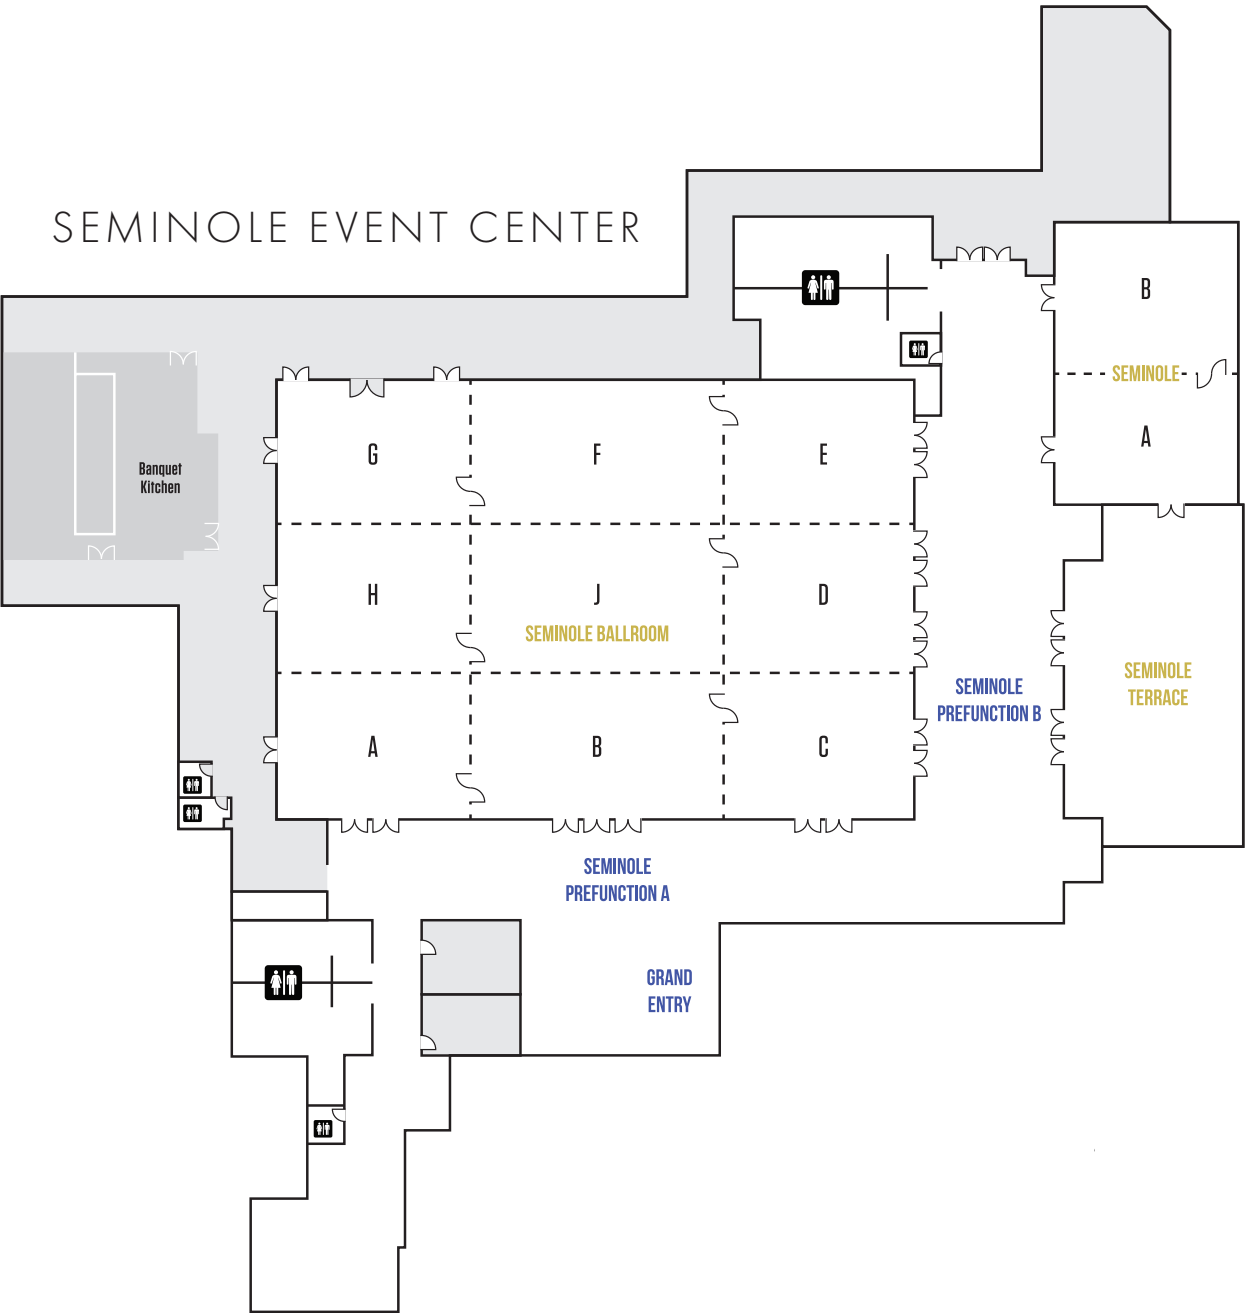 SEMINOLE EVENT CENTER
B
SEMINOLE
A
Banquet
Kitchen
G
F
E
H
J
D
SEMINOLE BALLROOM
SEMINOLE
TERRACE
SEMINOLE
PREFUNCTION B
A
B
C
SEMINOLE
PREFUNCTION A
GRAND
ENTRY